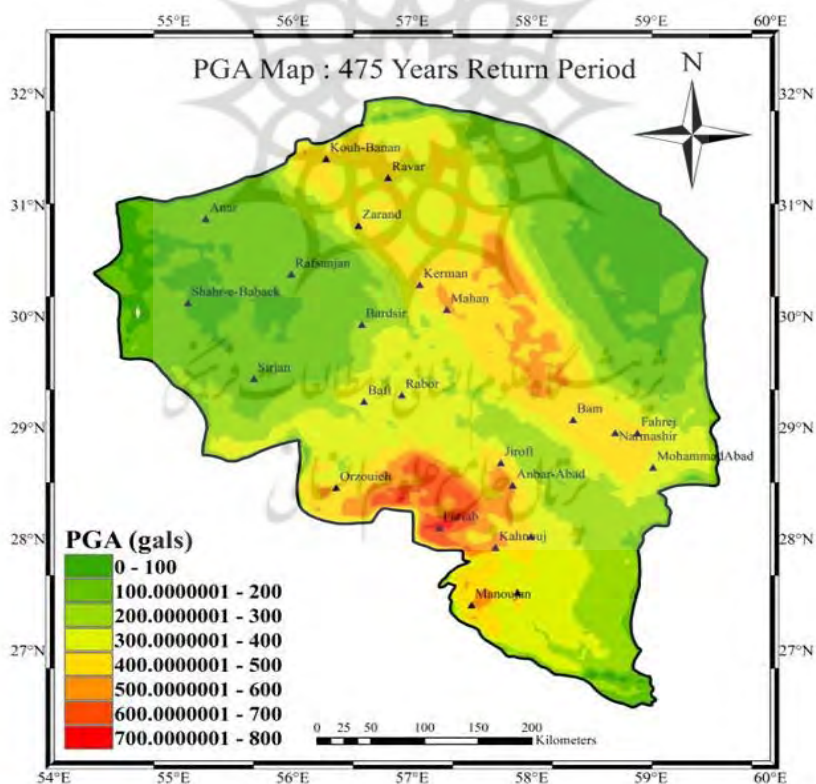 55°E 56°E 57°E 58°E 59°E 60°E
PGA Map : 475 Years Return Period
N
32°N 32°N
Kouh-Banan
Ravar
31°N 31°N
Anar
Zarand
Rafsunjan
Kerman
Shahr-e-Baback
Mahan
30°N 30°N
Bardsir
Sirjan
Baft
Rabor
Bam
Fahrej
29°N 29°N
Narmashir
Jiroft
MohammadAbad
Orzouieh
Anbar-Abad
28°N 28°N
Kahnouj
Manoujan
27°N 27°N
PGA (gals)
0 - 100
100.0000001 - 200
200.0000001 - 300
300.0000001 - 400
400.0000001 - 500
500.0000001 - 600
600.0000001 - 700
700.0000001 - 800
0 25 50 100 150 200
Kilometers
54°E 55°E 56°E 57°E 58°E 59°E 60°E